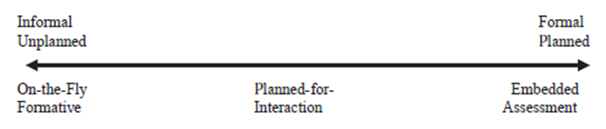 Informal
Unplanned
Formal
Planned
On-the-Fly
Formative
Planned-for-
Interaction
Embedded
Assessment